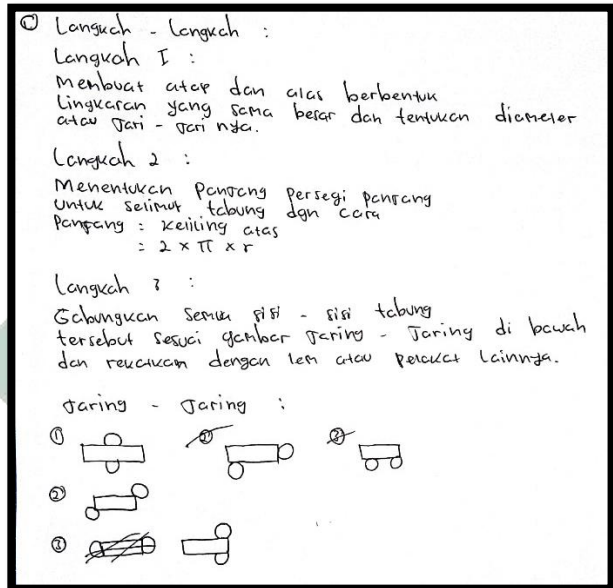 ① Langkah - Langkah :
Langkah I :
Membuat atap dan alas berbentuk
Lingkaran yang sama besar dan tentukan diameter
atau Jari - Jari nya.
Langkah 2 :
Menentukan Panjang Persegi panjang
untuk selimut tabung dgn cara
Panjang : keliling atas
= 2 × π × r
Langkah 3 :
Gabungkan semua sisi - sisi tabung
tersebut sesuai gambar Jaring - Jaring di bawah
dan rekatkan dengan lem atau perekat Lainnya.
Jaring - Jaring :
① ② ③
②
③